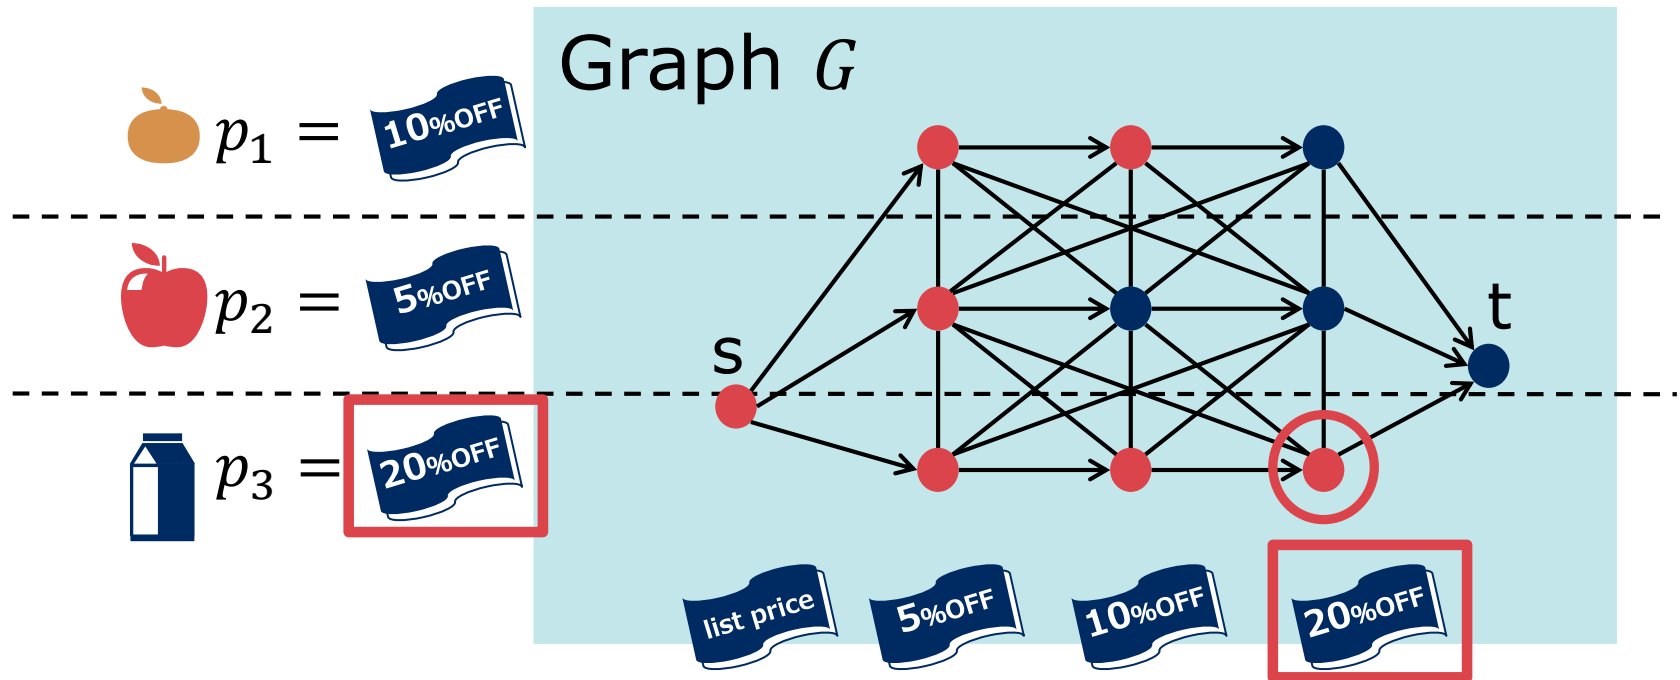 Graph G
p₁ = 10%OFF
p₂ = 5%OFF
s
t
p₃ = 20%OFF
list price 5%OFF 10%OFF 20%OFF